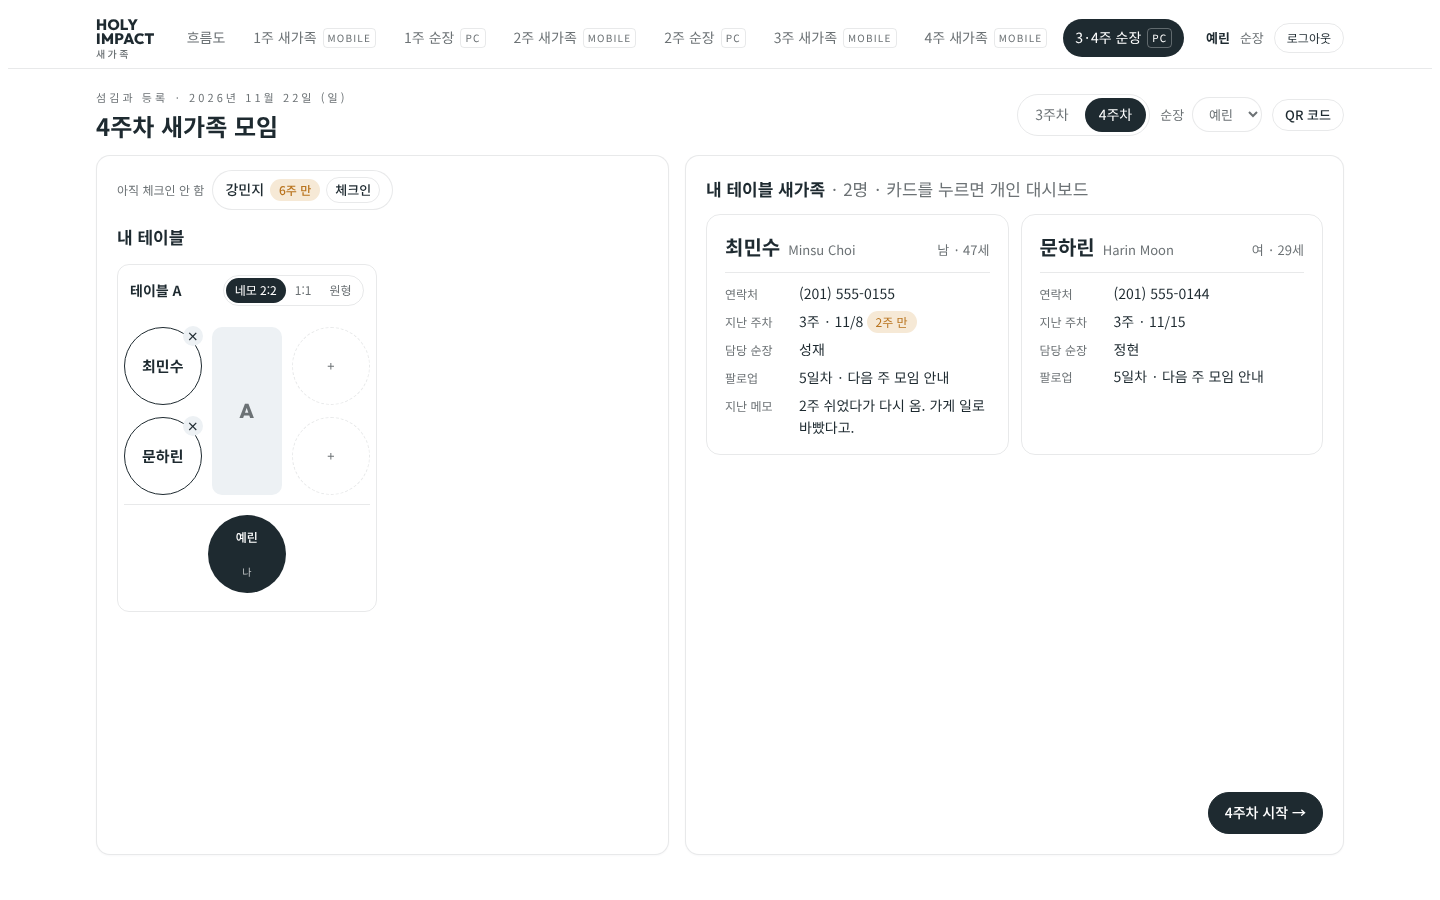 HOLY
IMPACT
새가족
흐름도
1주 새가족 MOBILE
1주 순장 PC
2주 새가족 MOBILE
2주 순장 PC
3주 새가족 MOBILE
4주 새가족 MOBILE
3·4주 순장 PC
예린 순장
로그아웃
섬김과 등록 · 2026년 11월 22일 (일)
4주차 새가족 모임
3주차
4주차
순장
예린
QR 코드
아직 체크인 안 함
강민지 6주 만 체크인
내 테이블
테이블 A
네모 2:2
1:1
원형
최민수
×
A
+
문하린
×
+
예린
나
내 테이블 새가족 · 2명 · 카드를 누르면 개인 대시보드
최민수 Minsu Choi 남 · 47세
연락처 (201) 555-0155
지난 주차 3주 · 11/8 2주 만
담당 순장 성재
팔로업 5일차 · 다음 주 모임 안내
지난 메모 2주 쉬었다가 다시 옴. 가게 일로
바빴다고.
문하린 Harin Moon 여 · 29세
연락처 (201) 555-0144
지난 주차 3주 · 11/15
담당 순장 정현
팔로업 5일차 · 다음 주 모임 안내
4주차 시작 →